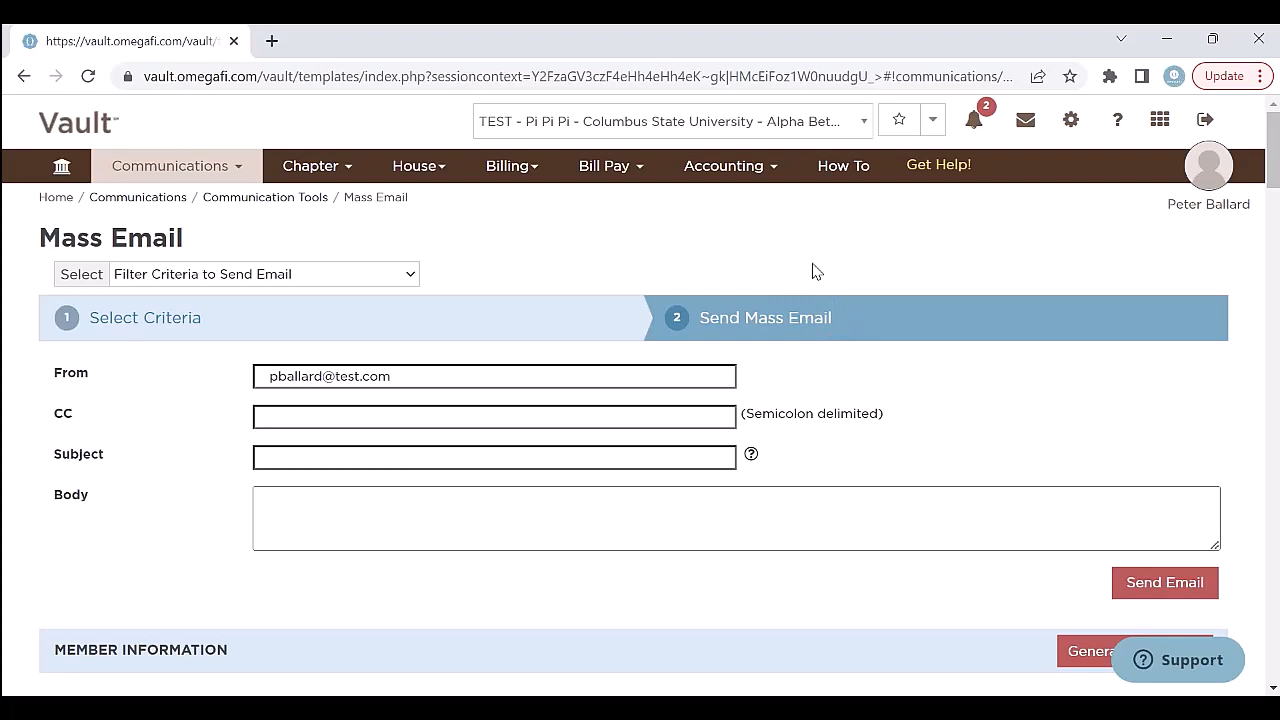 https://vault.omegafi.com/vault/
vault.omegafi.com/vault/templates/index.php?sessioncontext=Y2FzaGV3czF4eHh4eHh4eK~gk|HMcEiFoz1W0nuudgU_>#!communications/...
Update
Vault
TEST - Pi Pi Pi - Columbus State University - Alpha Bet...
2
?
Communications
Chapter
House
Billing
Bill Pay
Accounting
How To
Get Help!
Home / Communications / Communication Tools / Mass Email
Peter Ballard
Mass Email
Select
Filter Criteria to Send Email
1 Select Criteria
2 Send Mass Email
From
pballard@test.com
CC
(Semicolon delimited)
Subject
?
Body
Send Email
MEMBER INFORMATION
Genera
? Support